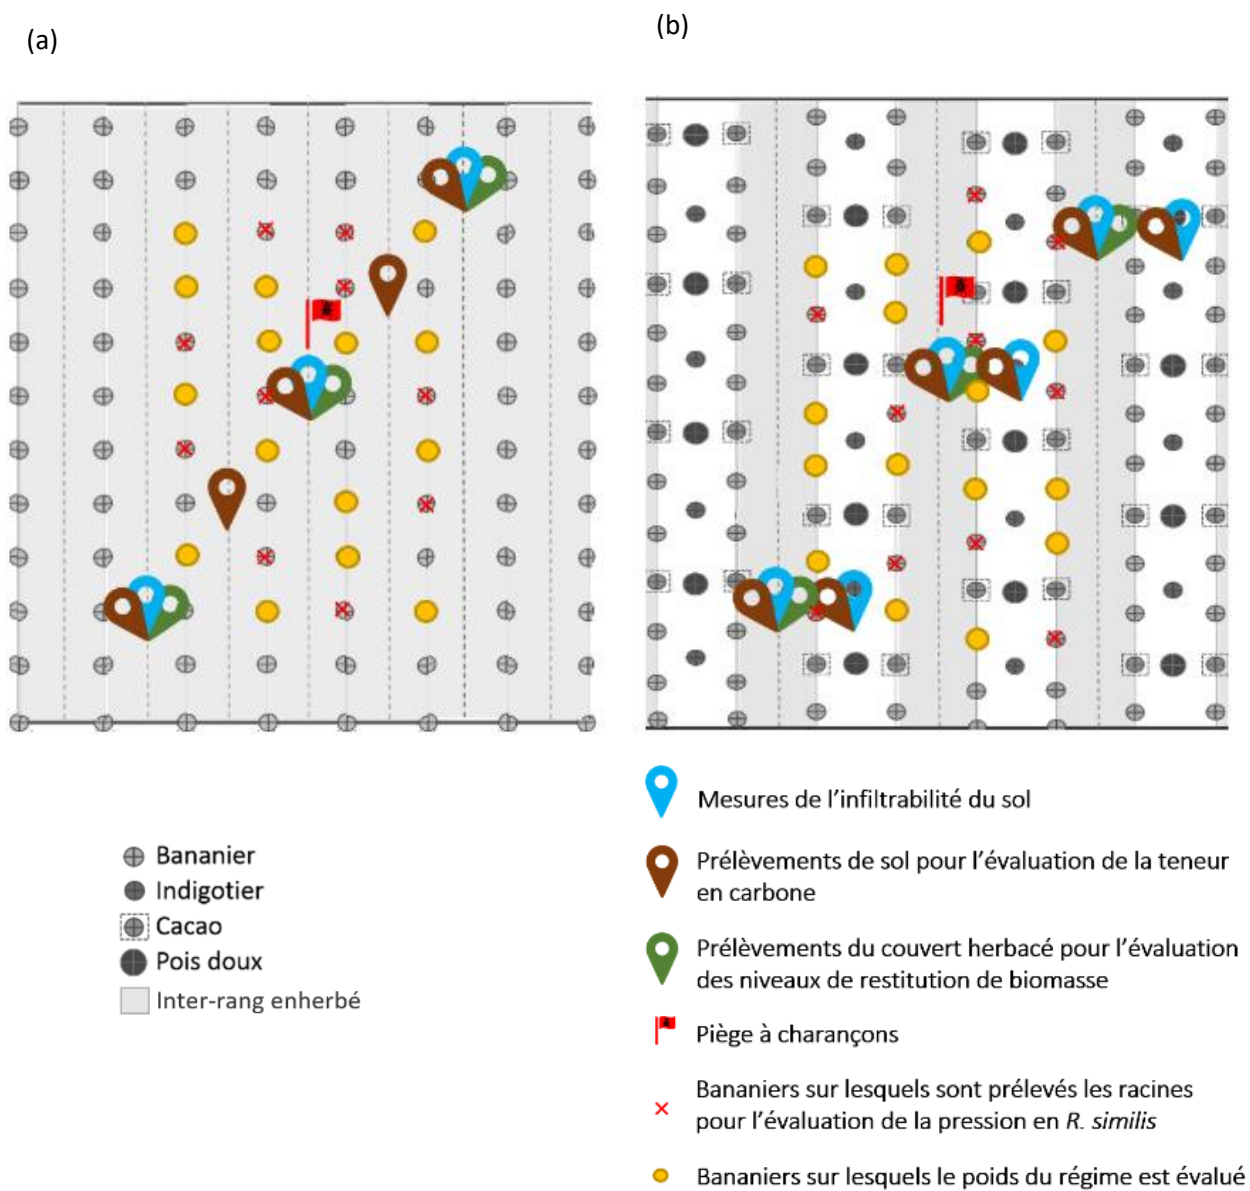 (a)
(b)
Bananier
Indigotier
Cacao
Pois doux
Inter-rang enherbé
Mesures de l’infiltrabilité du sol
Prélèvements de sol pour l’évaluation de la teneur
en carbone
Prélèvements du couvert herbacé pour l’évaluation
des niveaux de restitution de biomasse
Piège à charançons
Bananiers sur lesquels sont prélevés les racines
pour l’évaluation de la pression en R. similis
Bananiers sur lesquels le poids du régime est évalué